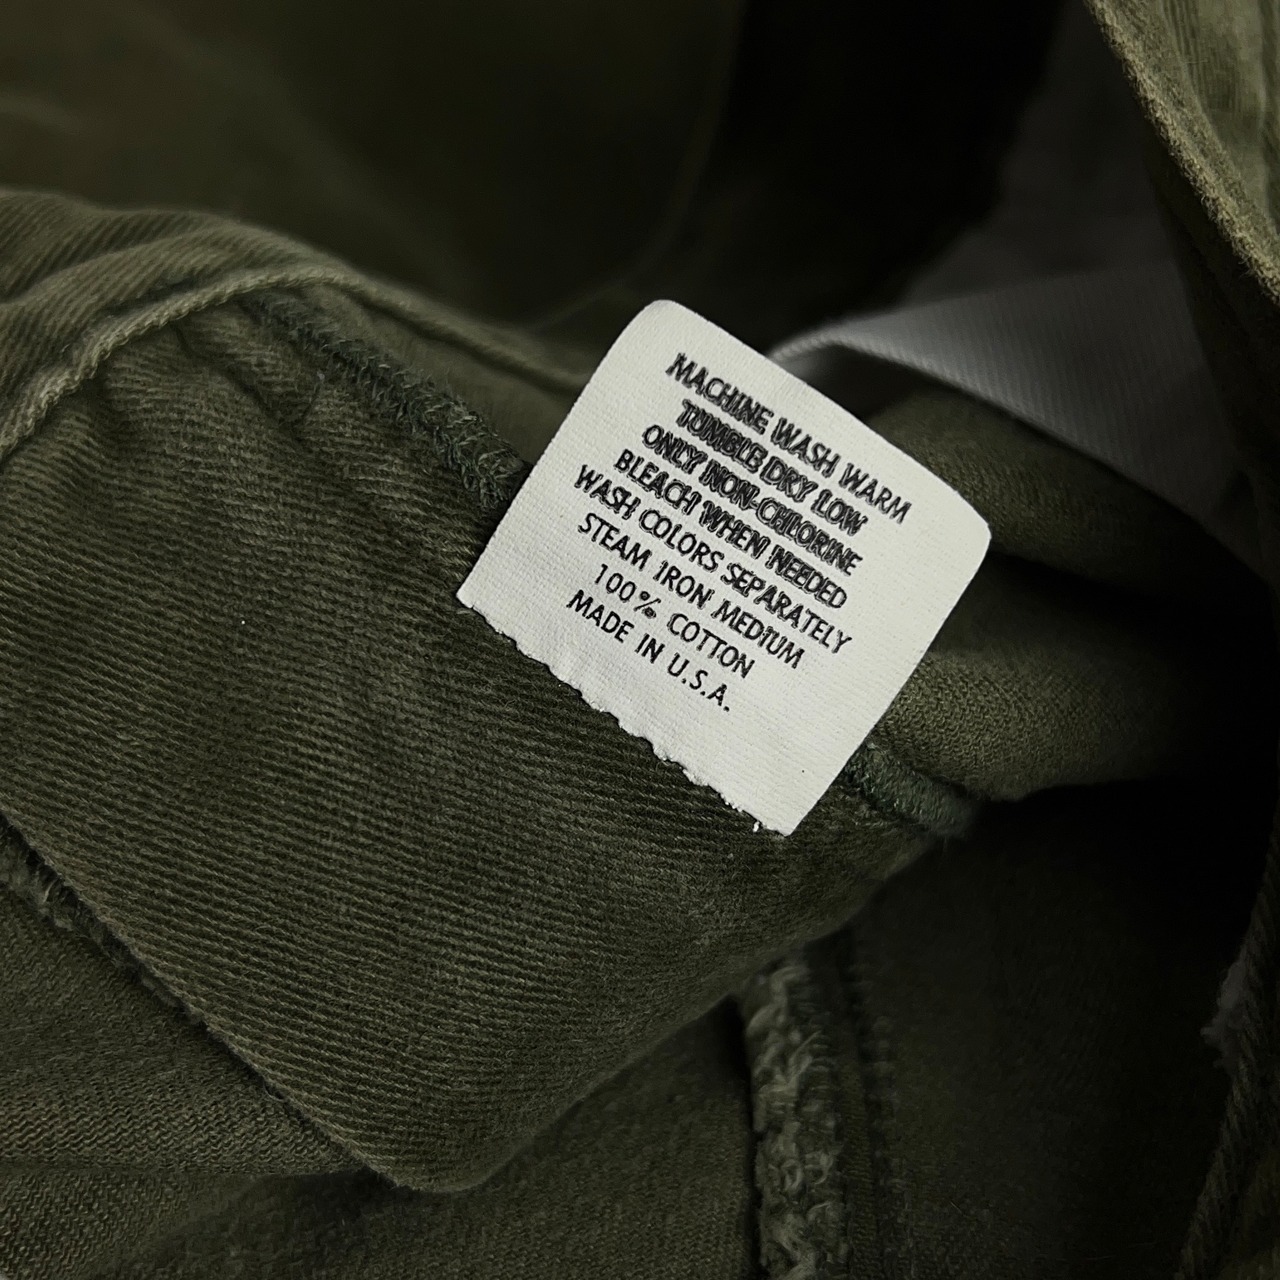 MACHINE WASH WARM
TUMBLE DRY LOW
ONLY NON-CHLORINE
BLEACH WHEN NEEDED
WASH COLORS SEPARATELY
STEAM IRON MEDIUM
100% COTTON
MADE IN U.S.A.